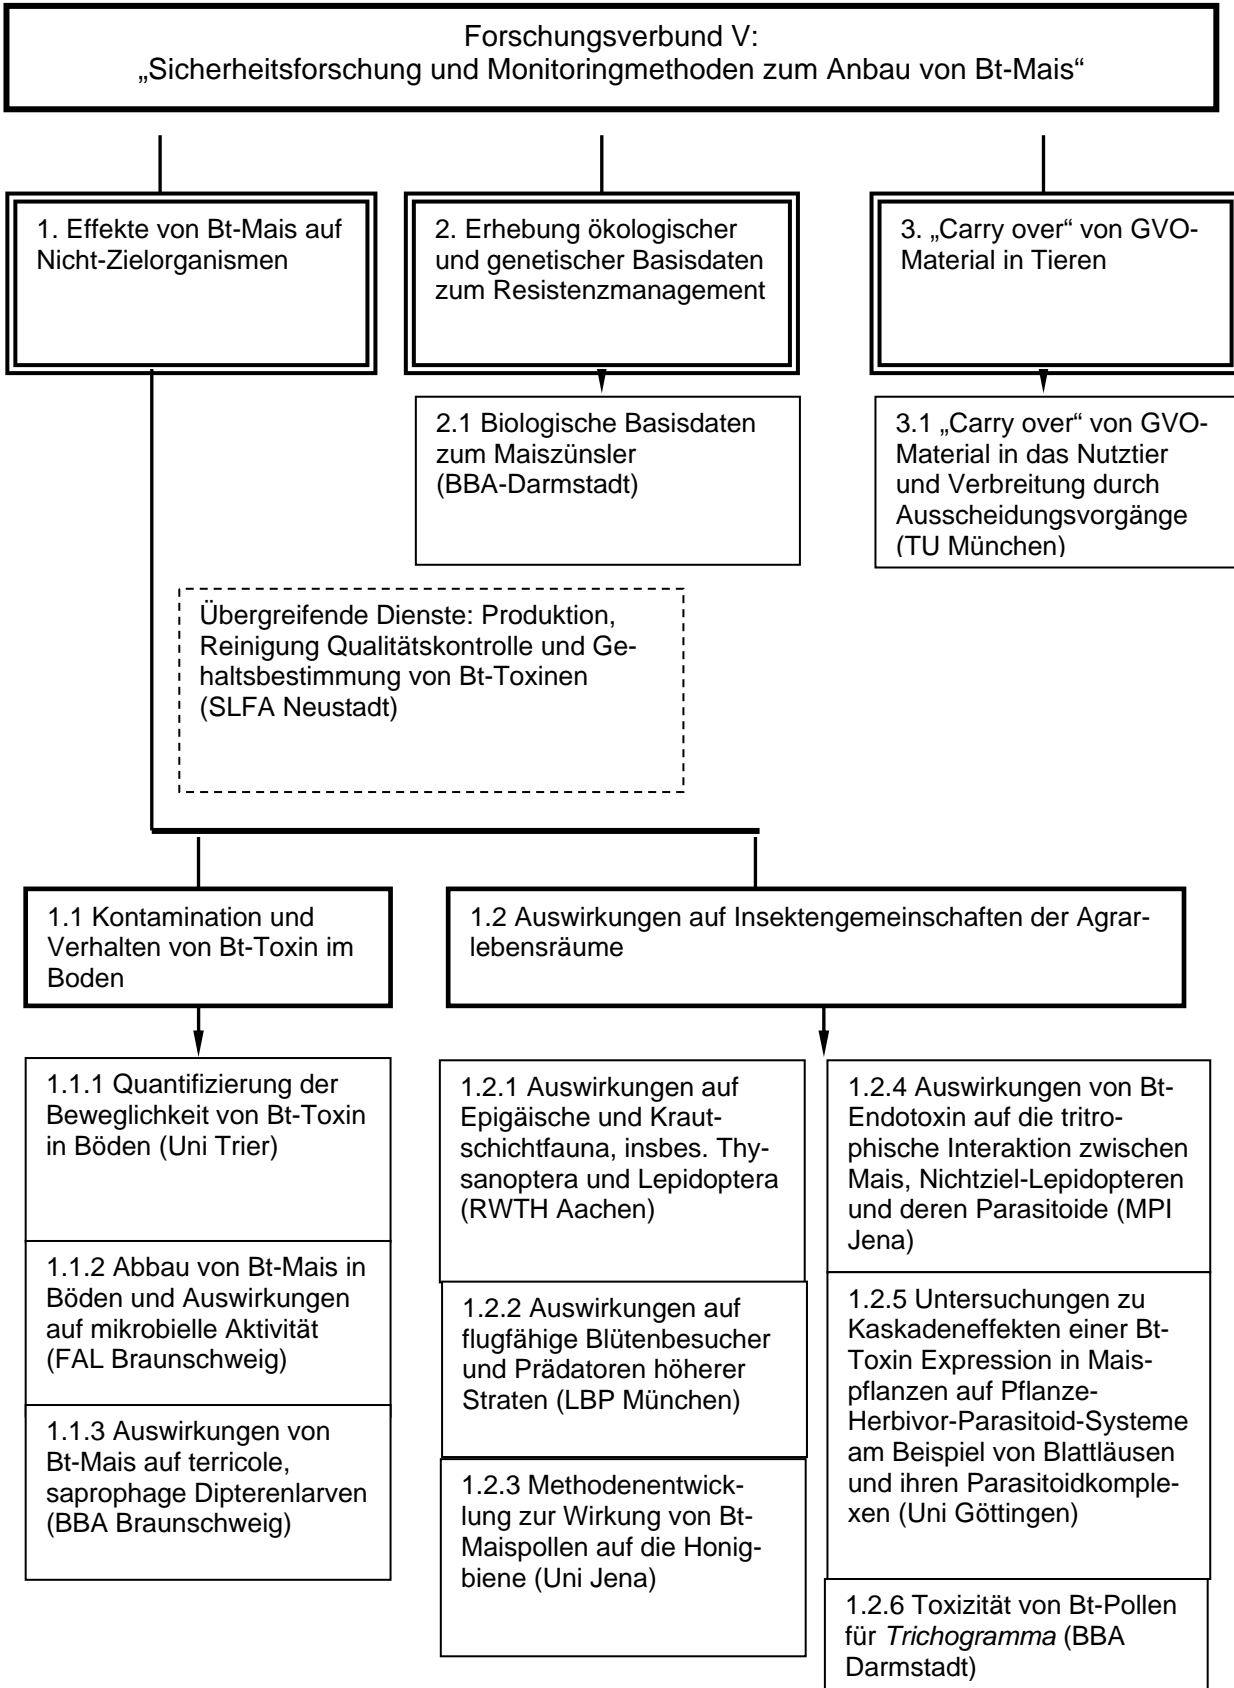 Forschungsverbund V:
„Sicherheitsforschung und Monitoringmethoden zum Anbau von Bt-Mais“
1. Effekte von Bt-Mais auf
Nicht-Zielorganismen
2. Erhebung ökologischer
und genetischer Basisdaten
zum Resistenzmanagement
3. „Carry over“ von GVO-
Material in Tieren
2.1 Biologische Basisdaten
zum Maiszünsler
(BBA-Darmstadt)
3.1 „Carry over“ von GVO-
Material in das Nutztier
und Verbreitung durch
Ausscheidungsvorgänge
(TU München)
Übergreifende Dienste: Produktion,
Reinigung Qualitätskontrolle und Ge-
haltsbestimmung von Bt-Toxinen
(SLFA Neustadt)
1.1 Kontamination und
Verhalten von Bt-Toxin im
Boden
1.2 Auswirkungen auf Insektengemeinschaften der Agrar-
lebensräume
1.1.1 Quantifizierung der
Beweglichkeit von Bt-Toxin
in Böden (Uni Trier)
1.1.2 Abbau von Bt-Mais in
Böden und Auswirkungen
auf mikrobielle Aktivität
(FAL Braunschweig)
1.1.3 Auswirkungen von
Bt-Mais auf terricole,
saprophage Dipterenlarven
(BBA Braunschweig)
1.2.1 Auswirkungen auf
Epigäische und Kraut-
schichtfauna, insbes. Thy-
sanoptera und Lepidoptera
(RWTH Aachen)
1.2.2 Auswirkungen auf
flugfähige Blütenbesucher
und Prädatoren höherer
Straten (LBP München)
1.2.3 Methodenentwick-
lung zur Wirkung von Bt-
Maispollen auf die Honig-
biene (Uni Jena)
1.2.4 Auswirkungen von Bt-
Endotoxin auf die tritro-
phische Interaktion zwischen
Mais, Nichtziel-Lepidopteren
und deren Parasitoide (MPI
Jena)
1.2.5 Untersuchungen zu
Kaskadeneffekten einer Bt-
Toxin Expression in Mais-
pflanzen auf Pflanze-
Herbivor-Parasitoid-Systeme
am Beispiel von Blattläusen
und ihren Parasitoidkomple-
xen (Uni Göttingen)
1.2.6 Toxizität von Bt-Pollen
für Trichogramma (BBA
Darmstadt)